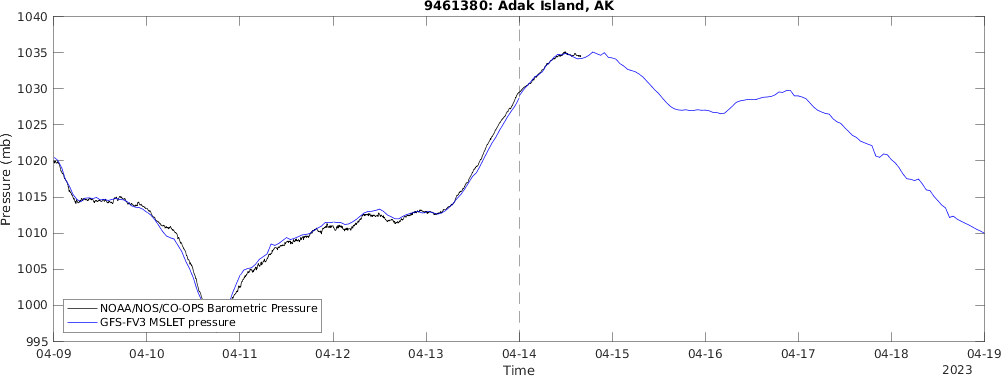 9461380: Adak Island, AK
Pressure (mb)
1040
1035
1030
1025
1020
1015
1010
1005
1000
995
NOAA/NOS/CO-OPS Barometric Pressure
GFS-FV3 MSLET pressure
04-09 04-10 04-11 04-12 04-13 04-14 04-15 04-16 04-17 04-18 04-19
Time
2023